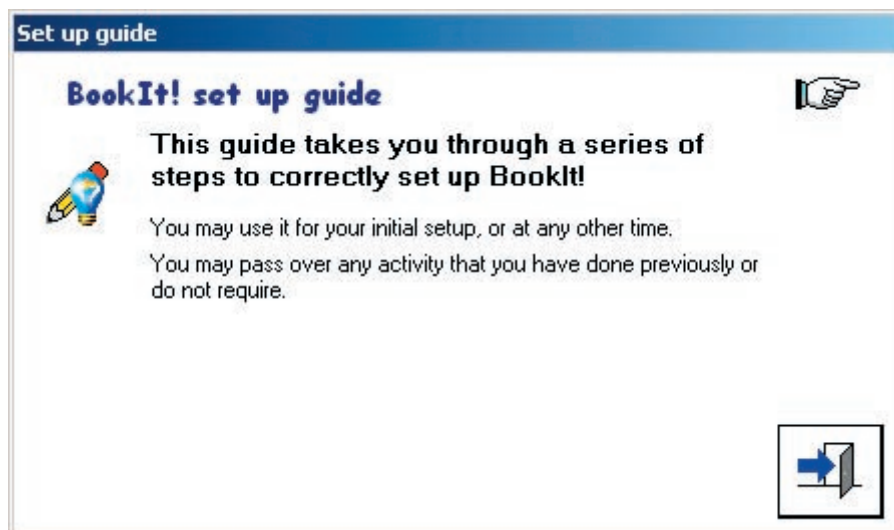 Set up guide
BookIt! set up guide
This guide takes you through a series of
steps to correctly set up BookIt!
You may use it for your initial setup, or at any other time.
You may pass over any activity that you have done previously or
do not require.